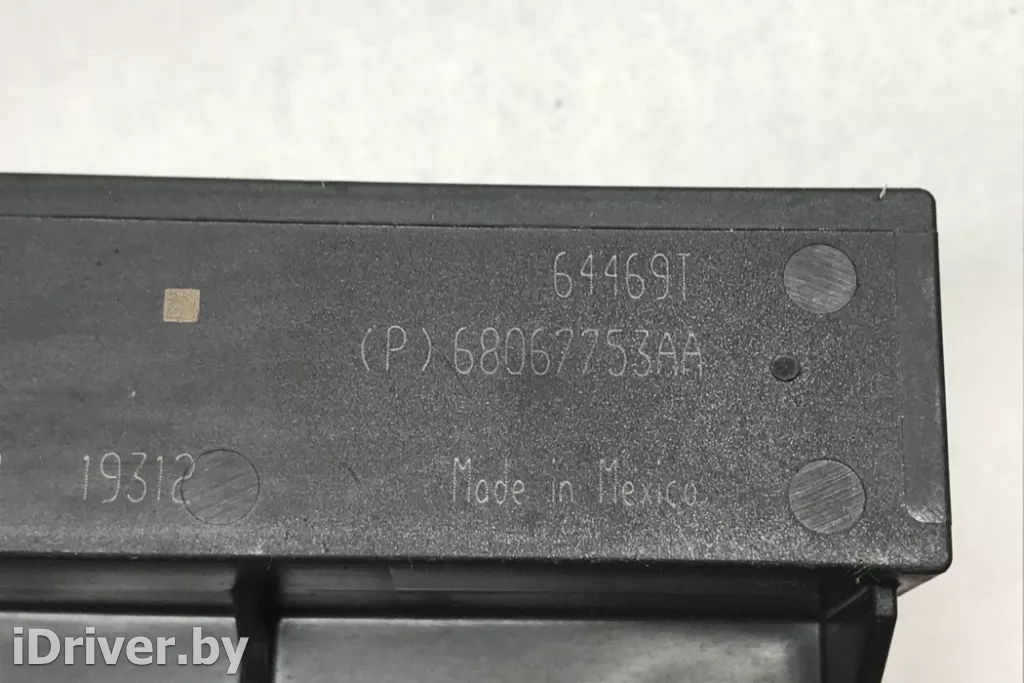 64469T
(P) 68067753AA
19312
Made in Mexico
iDriver.by